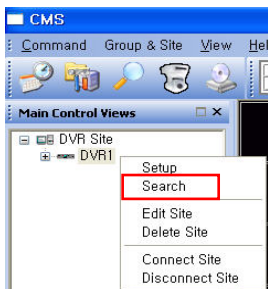 CMS
Command Group & Site View Hel
Main Control Views
DVR Site
DVR1
Setup
Search
Edit Site
Delete Site
Connect Site
Disconnect Site